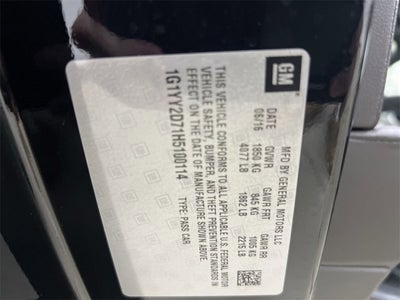 GM
MFD BY GENERAL MOTORS LLC
DATE GVWR GAWR FRT GAWR RR
06/16 1850 KG 845 KG 1005 KG
4077 LB 1862 LB 2215 LB
THIS VEHICLE CONFORMS TO ALL APPLICABLE U.S. FEDERAL MOTOR
VEHICLE SAFETY, BUMPER, AND THEFT PREVENTION STANDARDS IN
EFFECT ON THE DATE OF MANUFACTURE SHOWN ABOVE.
1G1YY2D71H5100114 TYPE: PASS CAR